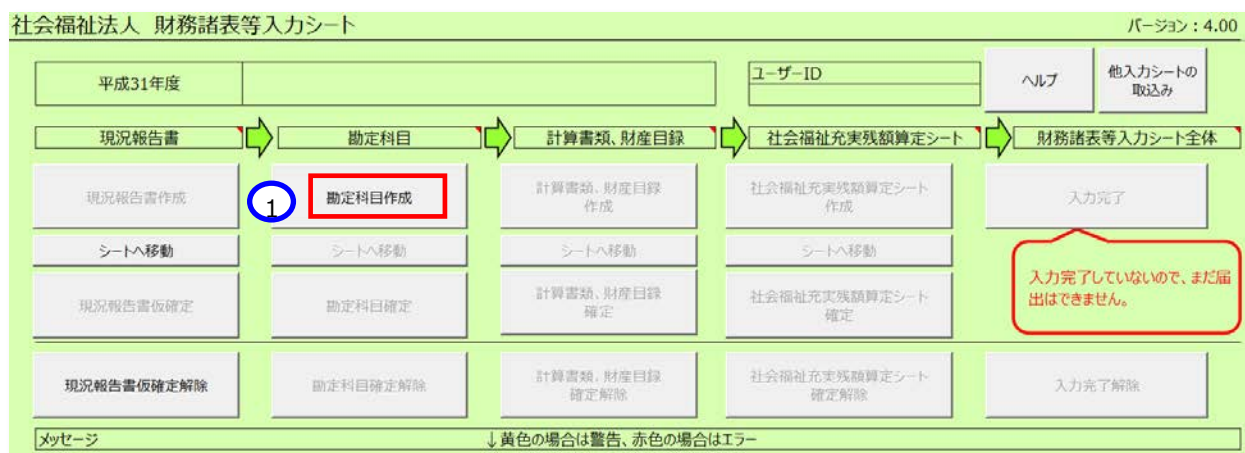 社会福祉法人 財務諸表等入力シート
バージョン：4.00
平成31年度
ユーザーID
ヘルプ
他入力シートの
取込み
現況報告書
勘定科目
計算書類、財産目録
社会福祉充実残額算定シート
財務諸表等入力シート全体
現況報告書作成
1
勘定科目作成
計算書類、財産目録
作成
社会福祉充実残額算定シート
作成
入力完了
シートへ移動
シートへ移動
シートへ移動
シートへ移動
入力完了していないので、まだ届
出はできません。
現況報告書仮確定
勘定科目確定
計算書類、財産目録
確定
社会福祉充実残額算定シート
確定
現況報告書仮確定解除
勘定科目確定解除
計算書類、財産目録
確定解除
社会福祉充実残額算定シート
確定解除
入力完了解除
メッセージ
↓黄色の場合は警告、赤色の場合はエラー